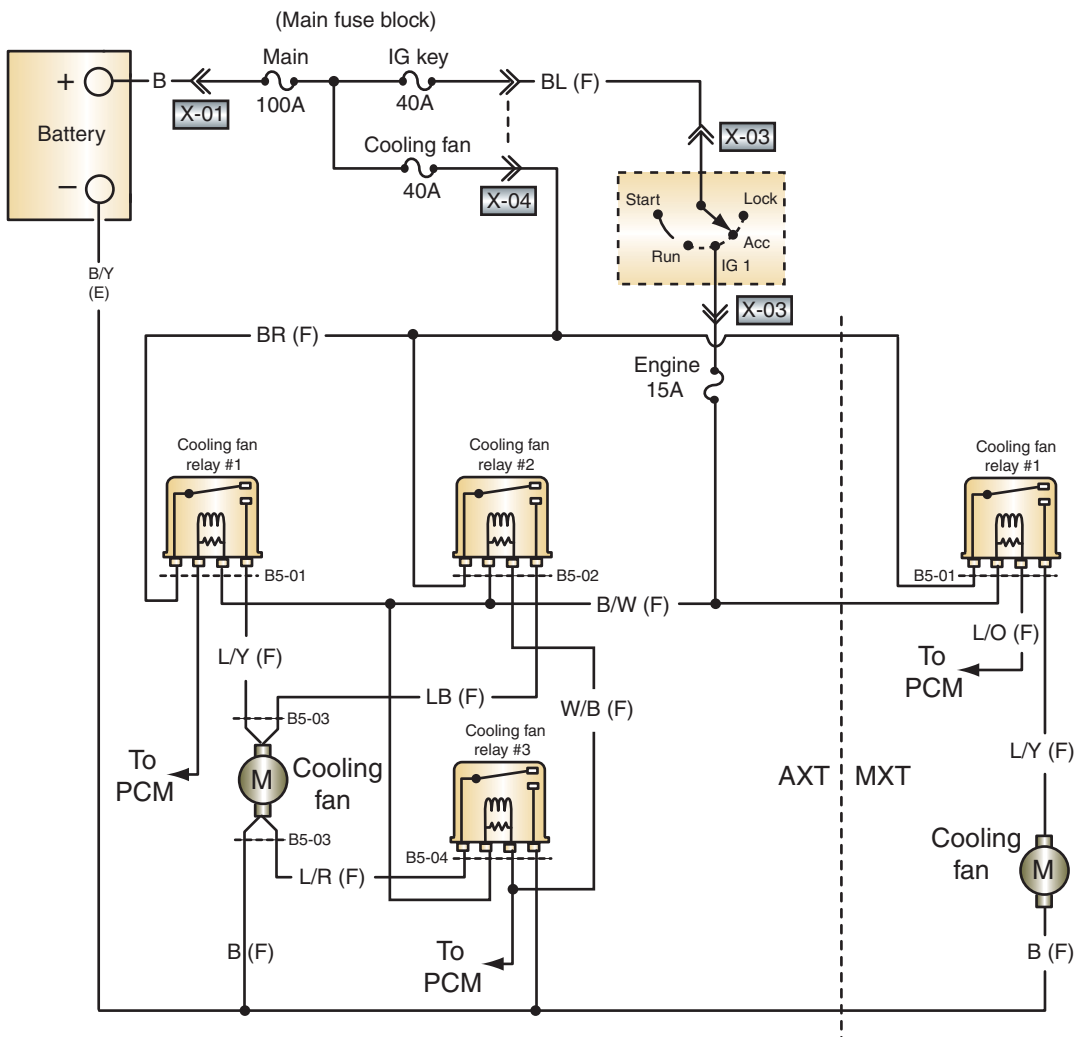 (Main fuse block)
Main
IG key
+
B
BL (F)
X-01
100A
40A
X-03
Battery
Cooling fan
40A
X-04
−
Start
Lock
Run
Acc
IG 1
B/Y
(E)
X-03
BR (F)
Engine
15A
Cooling fan
relay #1
Cooling fan
relay #2
Cooling fan
relay #1
B5-01
B5-02
B5-01
B/W (F)
L/Y (F)
L/O (F)
To
PCM
LB (F)
W/B (F)
B5-03
Cooling fan
relay #3
To
PCM
M
Cooling
fan
AXT
MXT
L/Y (F)
B5-03
B5-04
L/R (F)
Cooling
fan
M
B (F)
To
PCM
B (F)